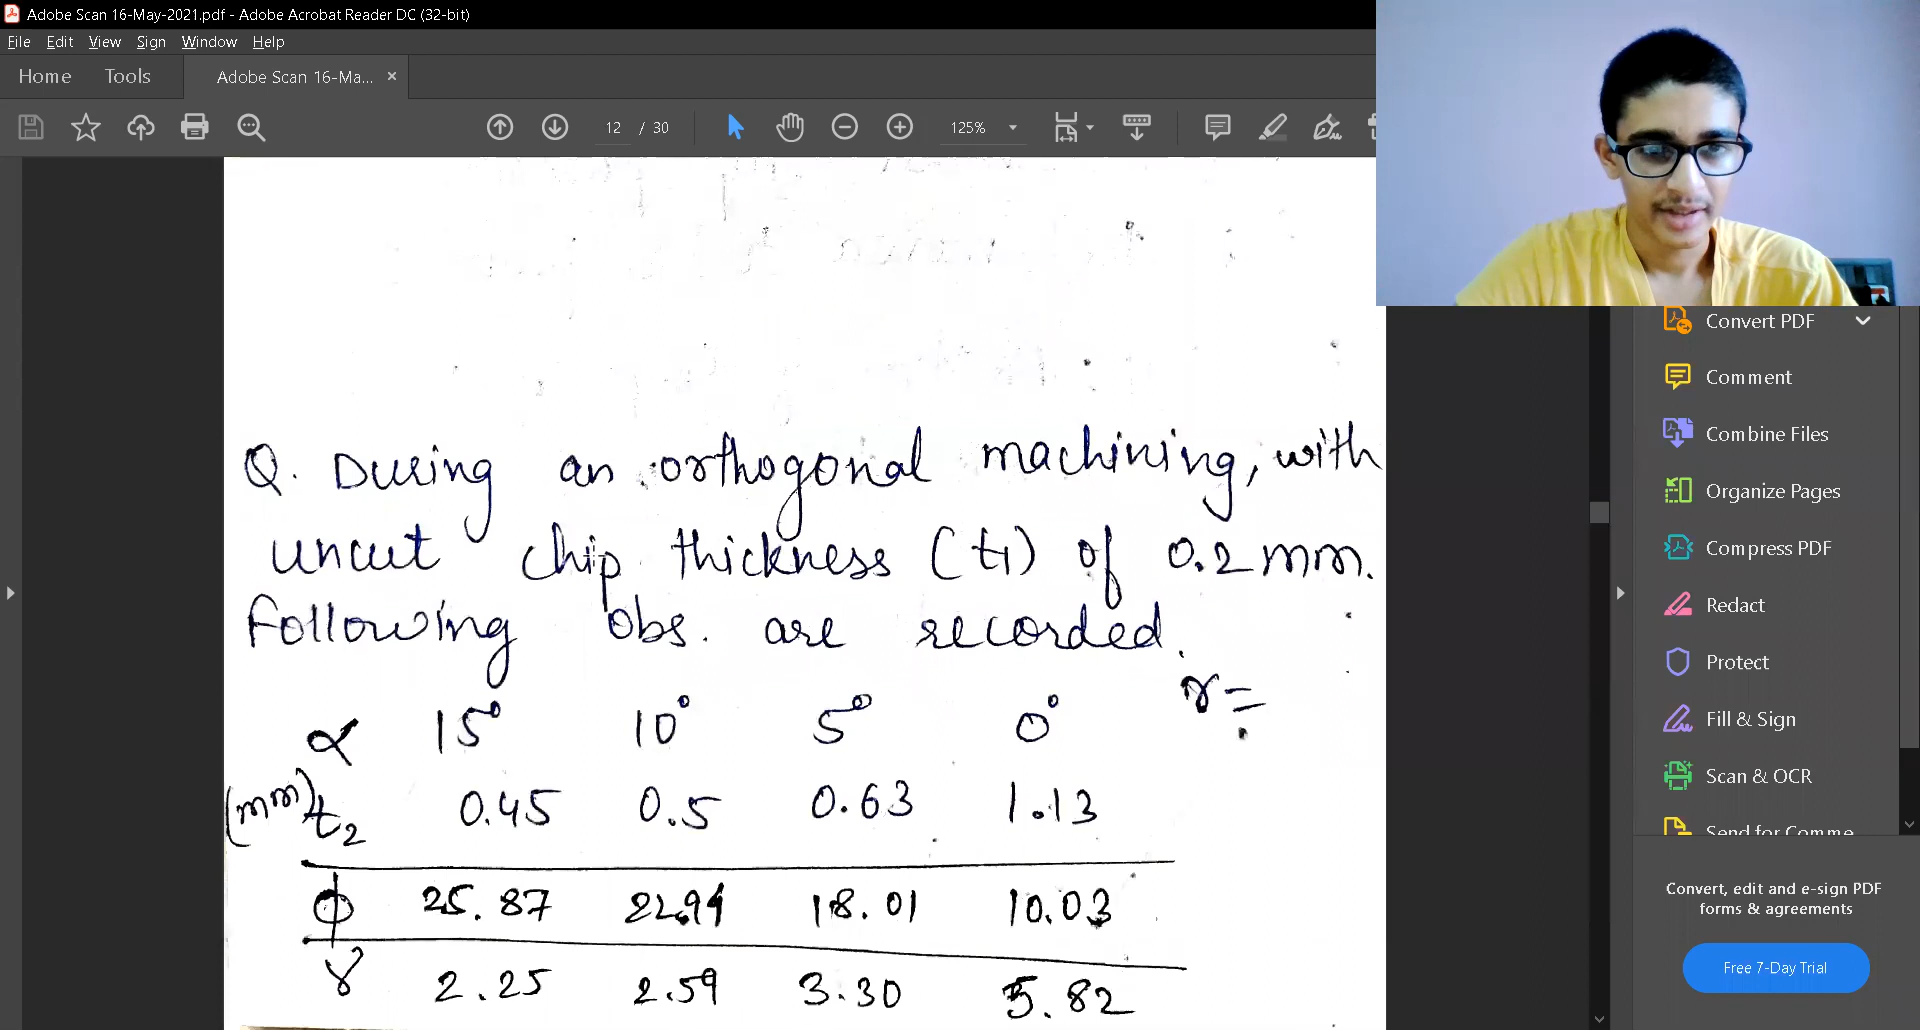 Adobe Scan 16-May-2021.pdf - Adobe Acrobat Reader DC (32-bit)
File Edit View Sign Window Help
Home Tools Adobe Scan 16-Ma... ×
12 / 30 125%
Convert PDF
Comment
Combine Files
Organize Pages
Compress PDF
Redact
Protect
Fill & Sign
Scan & OCR
Send for Comme
Convert, edit and e-sign PDF
forms & agreements
Free 7-Day Trial
Q. During an orthogonal machining, with
uncut chip thickness (t1) of 0.2mm.
Following obs. are recorded.
r=
α 15° 10° 5° 0°
(mm) t2 0.45 0.5 0.63 1.13
ϕ 25.87 22.94 18.01 10.03
γ 2.25 2.59 3.30 5.82